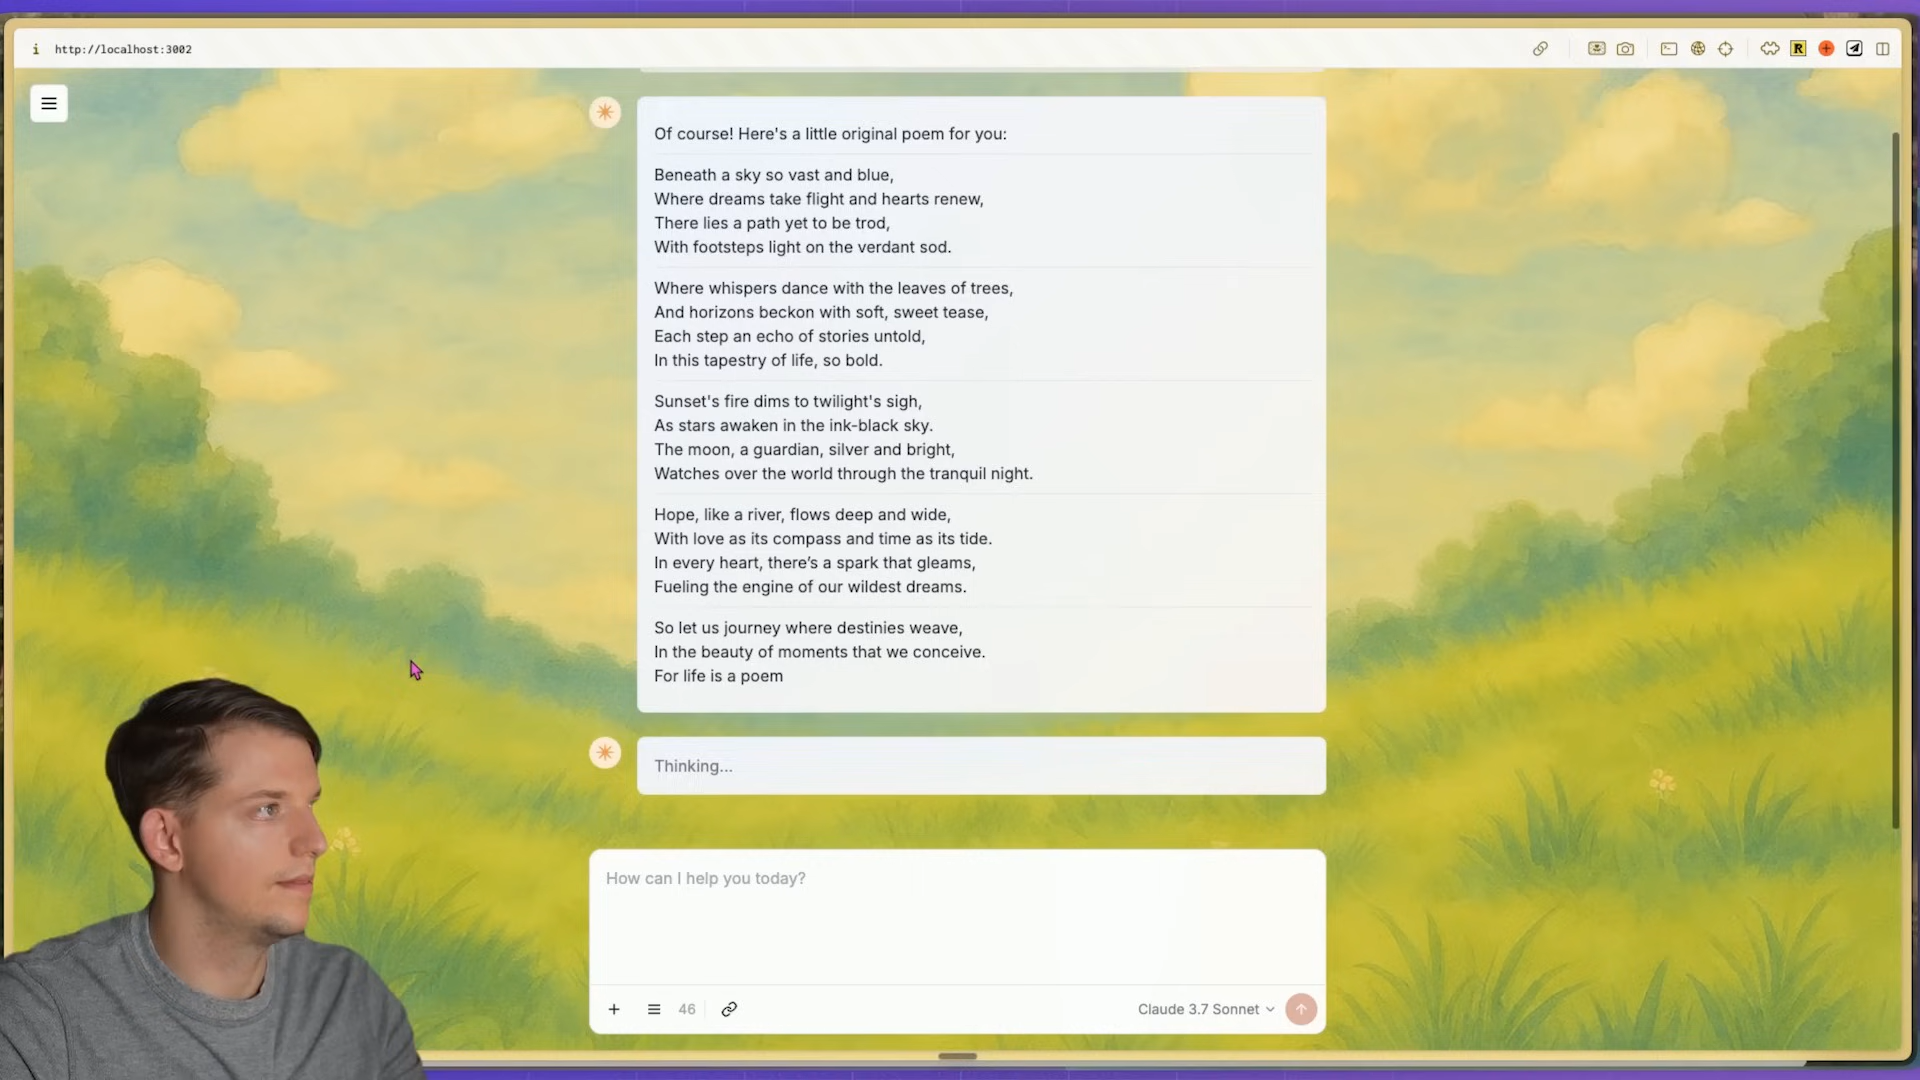 http://localhost:3002
R
Of course! Here's a little original poem for you:
Beneath a sky so vast and blue,
Where dreams take flight and hearts renew,
There lies a path yet to be trod,
With footsteps light on the verdant sod.
Where whispers dance with the leaves of trees,
And horizons beckon with soft, sweet tease,
Each step an echo of stories untold,
In this tapestry of life, so bold.
Sunset's fire dims to twilight's sigh,
As stars awaken in the ink-black sky.
The moon, a guardian, silver and bright,
Watches over the world through the tranquil night.
Hope, like a river, flows deep and wide,
With love as its compass and time as its tide.
In every heart, there’s a spark that gleams,
Fueling the engine of our wildest dreams.
So let us journey where destinies weave,
In the beauty of moments that we conceive.
For life is a poem
Thinking...
How can I help you today?
46
Claude 3.7 Sonnet